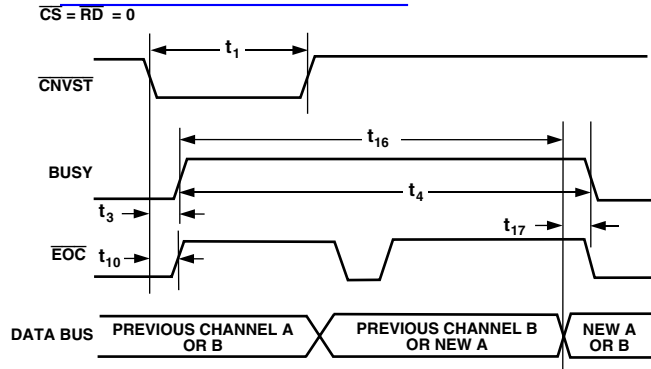 CS = RD = 0
t1
CNVST
t16
BUSY
t4
t3
t17
EOC
t10
DATA BUS
PREVIOUS CHANNEL A
OR B
PREVIOUS CHANNEL B
OR NEW A
NEW A
OR B